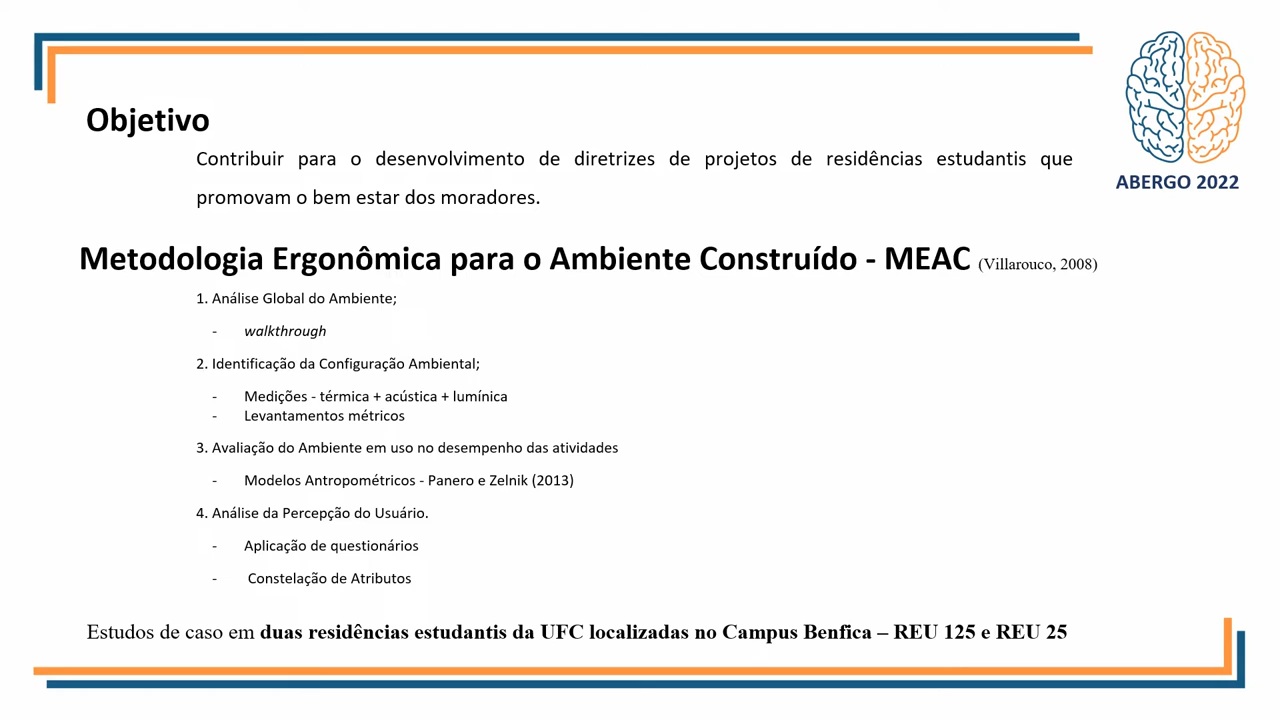 Objetivo
Contribuir para o desenvolvimento de diretrizes de projetos de residências estudantis que
promovam o bem estar dos moradores.
ABERGO 2022
Metodologia Ergonômica para o Ambiente Construído - MEAC (Villarouco, 2008)
1. Análise Global do Ambiente;
- walkthrough
2. Identificação da Configuração Ambiental;
- Medições - térmica + acústica + lumínica
- Levantamentos métricos
3. Avaliação do Ambiente em uso no desempenho das atividades
- Modelos Antropométricos - Panero e Zelnik (2013)
4. Análise da Percepção do Usuário.
- Aplicação de questionários
- Constelação de Atributos
Estudos de caso em duas residências estudantis da UFC localizadas no Campus Benfica – REU 125 e REU 25